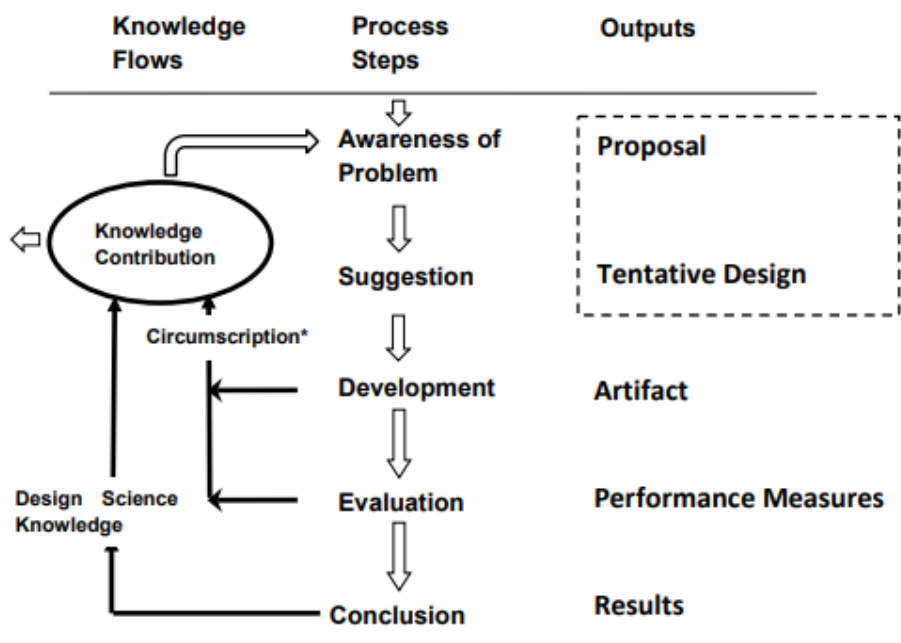 Knowledge
Flows
Process
Steps
Outputs
Awareness of
Problem
Proposal
Knowledge
Contribution
Suggestion
Tentative Design
Circumscription*
Development
Artifact
Design Science
Knowledge
Evaluation
Performance Measures
Conclusion
Results